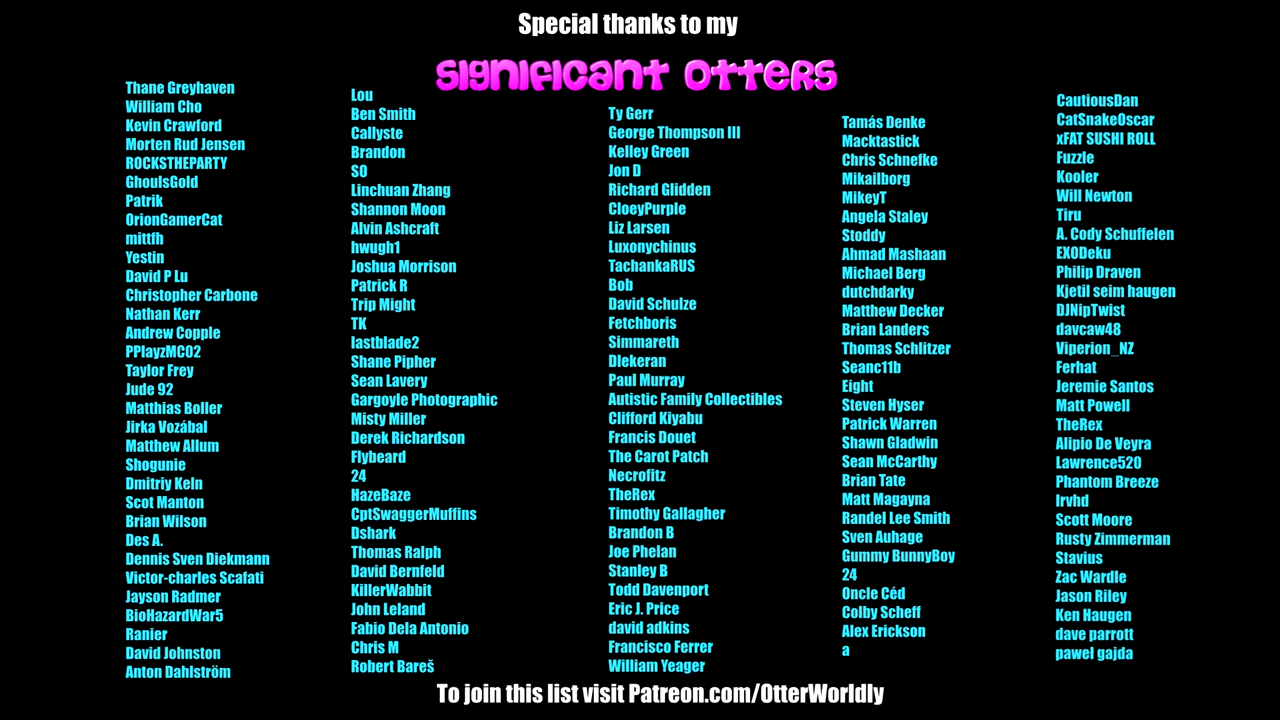 Special thanks to my
SIGNIFICANT OTTERS
Thane Greyhaven
William Cho
Kevin Crawford
Morten Rud Jensen
ROCKSTHEPARTY
GhoulsGold
Patrik
OrionGamerCat
mittfh
Yestin
David P Lu
Christopher Carbone
Nathan Kerr
Andrew Copple
PPlayzMC02
Taylor Frey
Jude 92
Matthias Boller
Jirka Vozábal
Matthew Allum
Shogunie
Dmitriy Keln
Scot Manton
Brian Wilson
Des A.
Dennis Sven Diekmann
Victor-charles Scafati
Jayson Radmer
BioHazardWar5
Ranier
David Johnston
Anton Dahlström
Lou
Ben Smith
Callyste
Brandon
SO
Linchuan Zhang
Shannon Moon
Alvin Ashcraft
hwugh1
Joshua Morrison
Patrick R
Trip Might
TK
lastblade2
Shane Pipher
Sean Lavery
Gargoyle Photographic
Misty Miller
Derek Richardson
Flybeard
24
HazeBaze
CptSwaggerMuffins
Dshark
Thomas Ralph
David Bernfeld
KillerWabbit
John Leland
Fabio Dela Antonio
Chris M
Robert Bareš
Ty Gerr
George Thompson III
Kelley Green
Jon D
Richard Glidden
CloeyPurple
Liz Larsen
Luxonychinus
TachankaRUS
Bob
David Schulze
Fetchboris
Simmareth
Dlekeran
Paul Murray
Autistic Family Collectibles
Clifford Kiyabu
Francis Douet
The Carot Patch
Necrofitz
TheRex
Timothy Gallagher
Brandon B
Joe Phelan
Stanley B
Todd Davenport
Eric J. Price
david adkins
Francisco Ferrer
William Yeager
Tamás Denke
Macktastick
Chris Schnefke
Mikailborg
MikeyT
Angela Staley
Stoddy
Ahmad Mashaan
Michael Berg
dutchdarky
Matthew Decker
Brian Landers
Thomas Schlitzer
Seanc11b
Eight
Steven Hyser
Patrick Warren
Shawn Gladwin
Sean McCarthy
Brian Tate
Matt Magayna
Randel Lee Smith
Sven Auhage
Gummy BunnyBoy
24
Oncle Céd
Colby Scheff
Alex Erickson
a
CautiousDan
CatSnakeOscar
xFAT SUSHI ROLL
Fuzzle
Kooler
Will Newton
Tiru
A. Cody Schuffelen
EXODeku
Philip Draven
Kjetil seim haugen
DJNipTwist
davcaw48
Viperion_NZ
Ferhat
Jeremie Santos
Matt Powell
TheRex
Alipio De Veyra
Lawrence520
Phantom Breeze
lrvhd
Scott Moore
Rusty Zimmerman
Stavius
Zac Wardle
Jason Riley
Ken Haugen
dave parrott
pawel gajda
To join this list visit Patreon.com/OtterWorldly